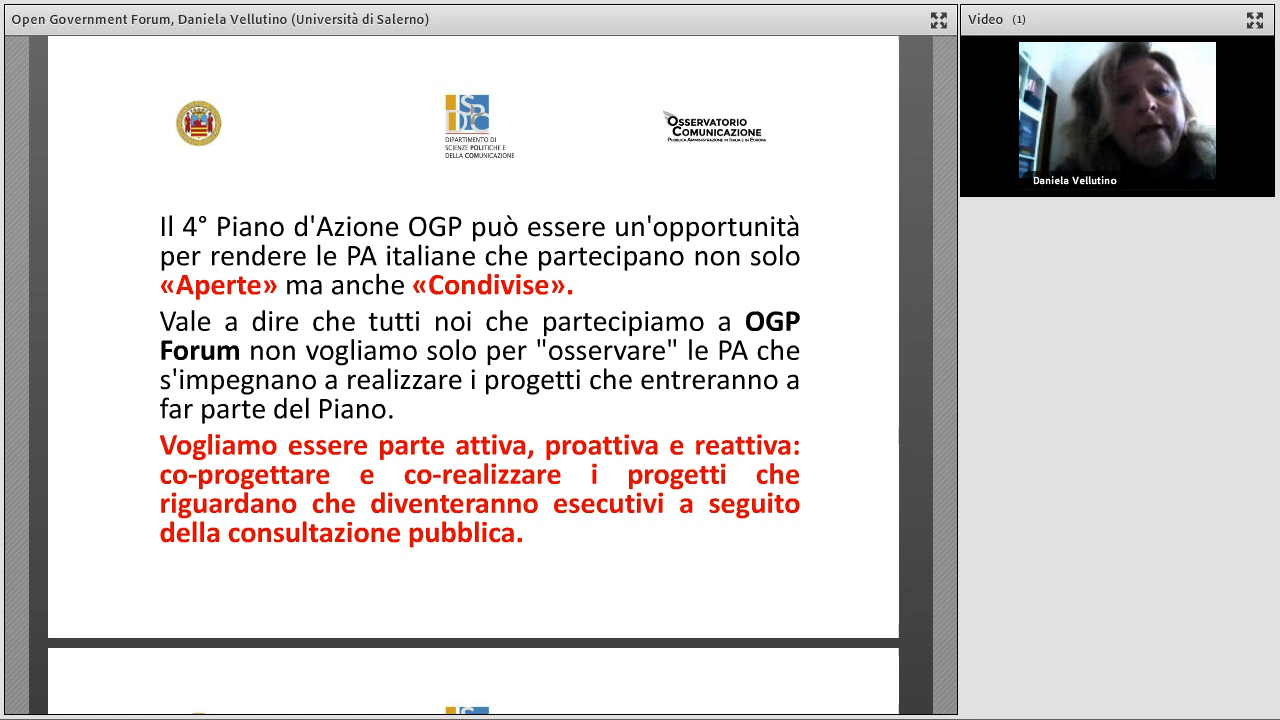 Open Government Forum, Daniela Vellutino (Università di Salerno)
Video (1)
DIPARTIMENTO DI
SCIENZE POLITICHE E
DELLA COMUNICAZIONE
OSSERVATORIO
COMUNICAZIONE
PUBBLICA AMMINISTRAZIONE IN ITALIA E IN EUROPA
Daniela Vellutino
Il 4° Piano d'Azione OGP può essere un'opportunità
per rendere le PA italiane che partecipano non solo
«Aperte» ma anche «Condivise».
Vale a dire che tutti noi che partecipiamo a OGP
Forum non vogliamo solo per "osservare" le PA che
s'impegnano a realizzare i progetti che entreranno a
far parte del Piano.
Vogliamo essere parte attiva, proattiva e reattiva:
co-progettare e co-realizzare i progetti che
riguardano che diventeranno esecutivi a seguito
della consultazione pubblica.